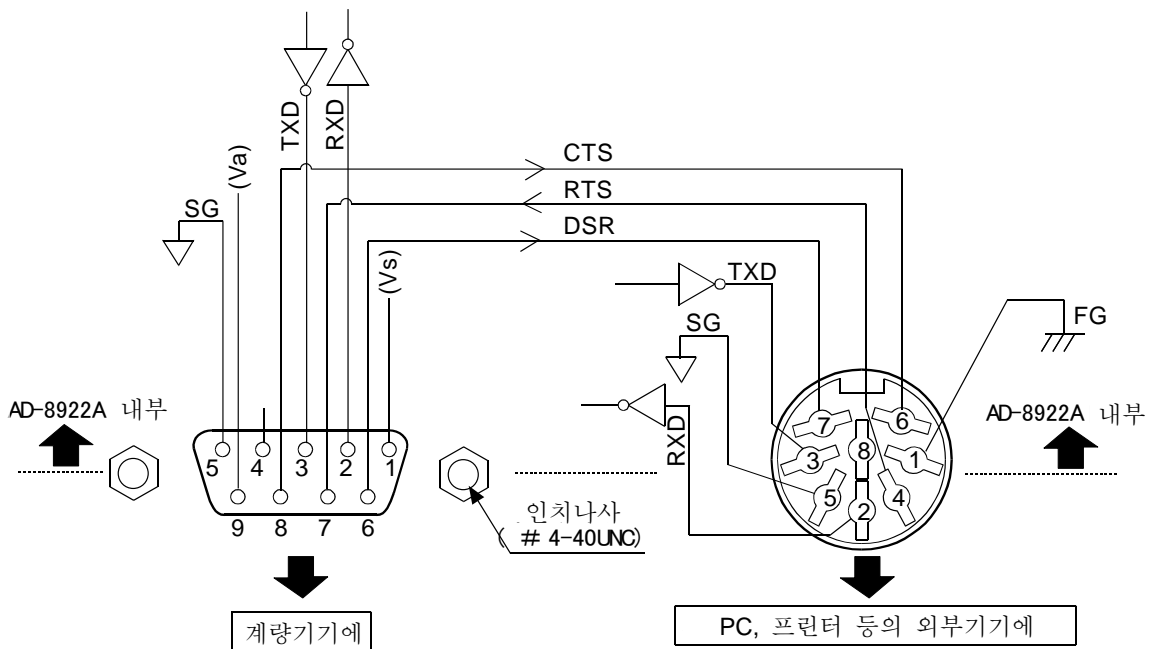 TXD
RXD
CTS
(Va)
RTS
SG
DSR
(Vs)
TXD
SG
FG
RXD
AD-8922A 내부
AD-8922A 내부
5 4 3 2 1
9 8 7 6
7 6
3 8 1
5 2 4
인치나사
( # 4-40UNC)
계량기기에
PC, 프린터 등의 외부기기에